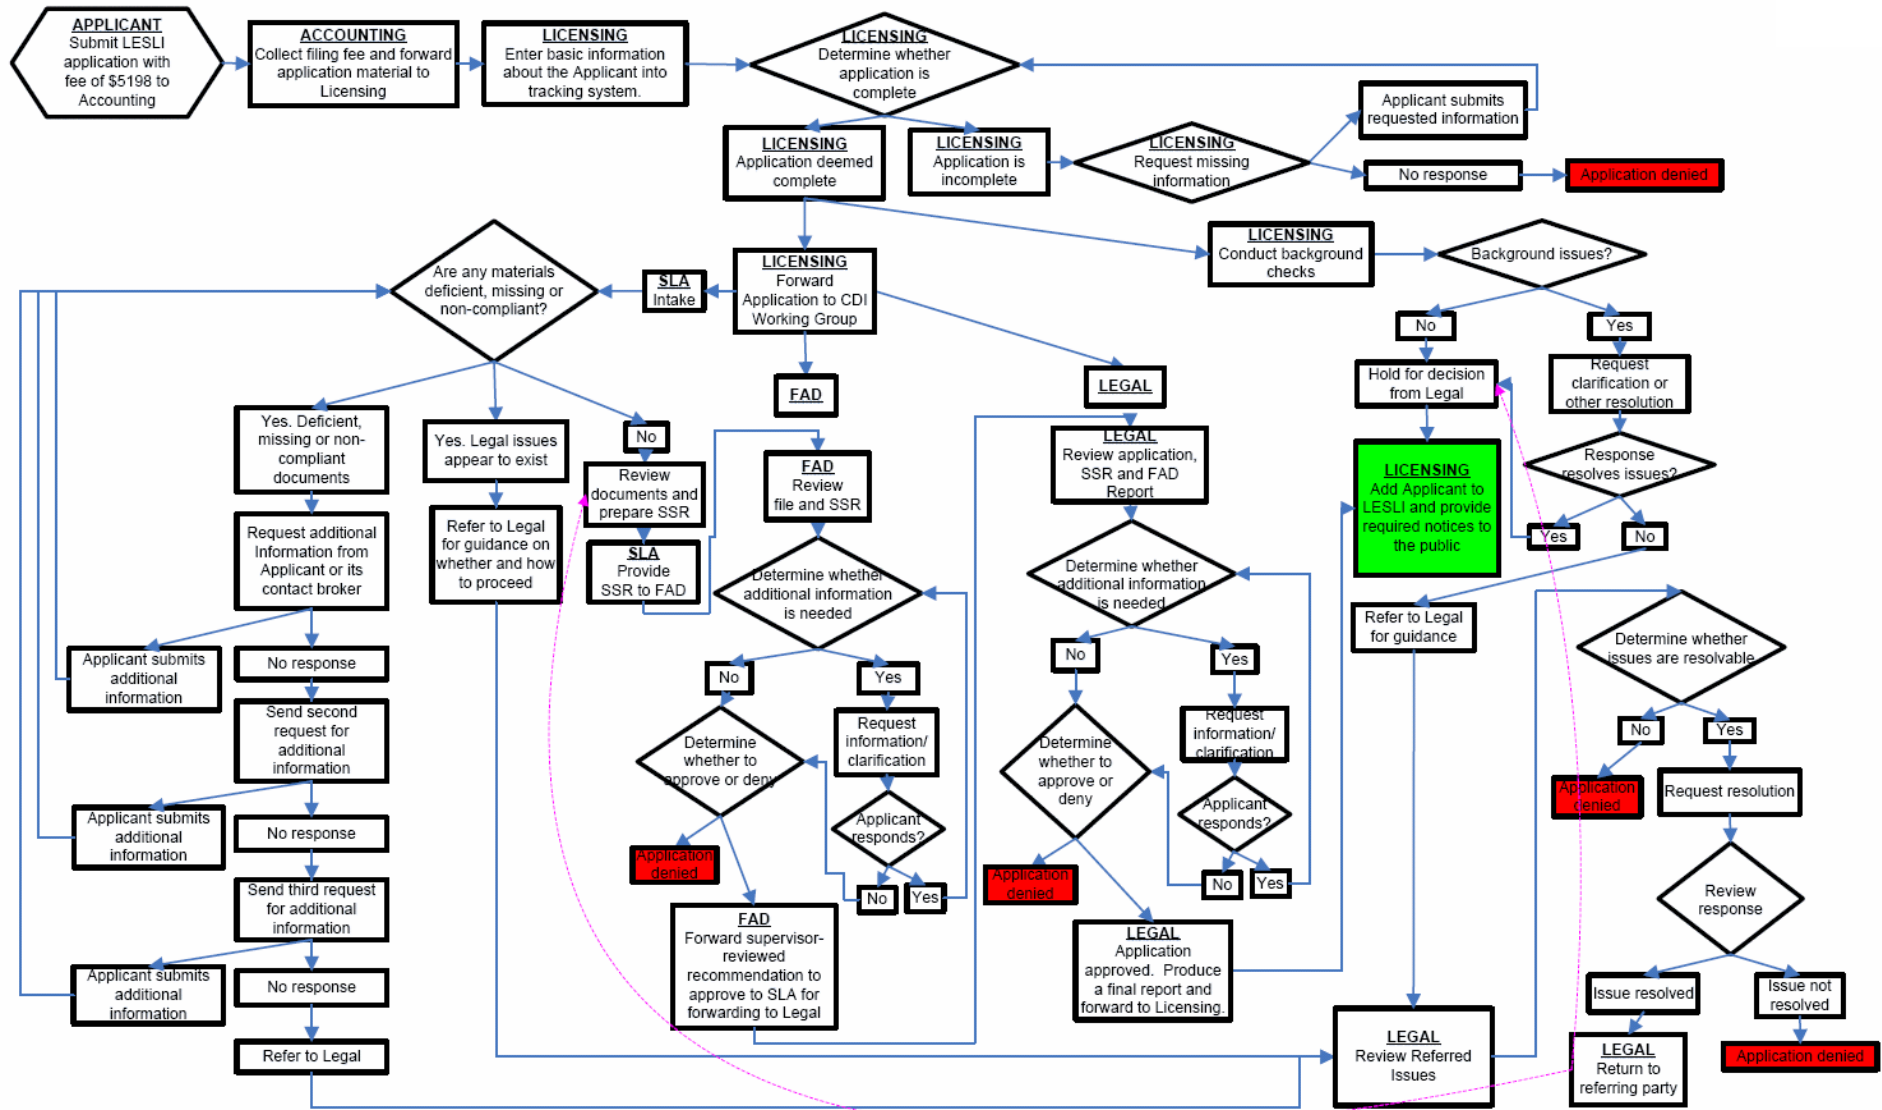 APPLICANT
Submit LESLI
application with
fee of $5198 to
Accounting
ACCOUNTING
Collect filing fee and forward
application material to
Licensing
LICENSING
Enter basic information
about the Applicant into
tracking system.
LICENSING
Determine whether
application is
complete
Applicant submits
requested information
LICENSING
Application deemed
complete
LICENSING
Application is
incomplete
LICENSING
Request missing
information
No response
Application denied
LICENSING
Conduct background
checks
Background issues?
Are any materials
deficient, missing or
non-compliant?
SLA
Intake
LICENSING
Forward
Application to CDI
Working Group
No
Yes
Hold for decision
from Legal
Request
clarification or
other resolution
FAD
LEGAL
Yes. Deficient,
missing or non-
compliant
documents
Yes. Legal issues
appear to exist
No
Review
documents and
prepare SSR
FAD
Review
file and SSR
LEGAL
Review application,
SSR and FAD
Report
LICENSING
Add Applicant to
LESLI and provide
required notices to
the public
Response
resolves issues?
Yes
No
Request additional
Information from
Applicant or its
contact broker
Refer to Legal
for guidance on
whether and how
to proceed
SLA
Provide
SSR to FAD
Determine whether
additional information
is needed
Determine whether
additional information
is needed
Refer to Legal
for guidance
Determine whether
issues are resolvable
Applicant submits
additional
information
No response
No
Yes
No
Yes
No
Yes
Send second
request for
additional
information
Determine
whether to
approve or deny
Request
information/
clarification
Determine
whether to
approve or
deny
Request
information/
clarification
Application
denied
Request resolution
Applicant submits
additional
information
No response
Applicant
responds?
Applicant
responds?
Application
denied
No
Yes
Application
denied
No
Yes
Review
response
Send third request
for additional
information
FAD
Forward supervisor-
reviewed
recommendation to
approve to SLA for
forwarding to Legal
LEGAL
Application
approved. Produce
a final report and
forward to Licensing.
Applicant submits
additional
information
No response
Issue resolved
Issue not
resolved
Refer to Legal
LEGAL
Review Referred
Issues
LEGAL
Return to
referring party
Application denied